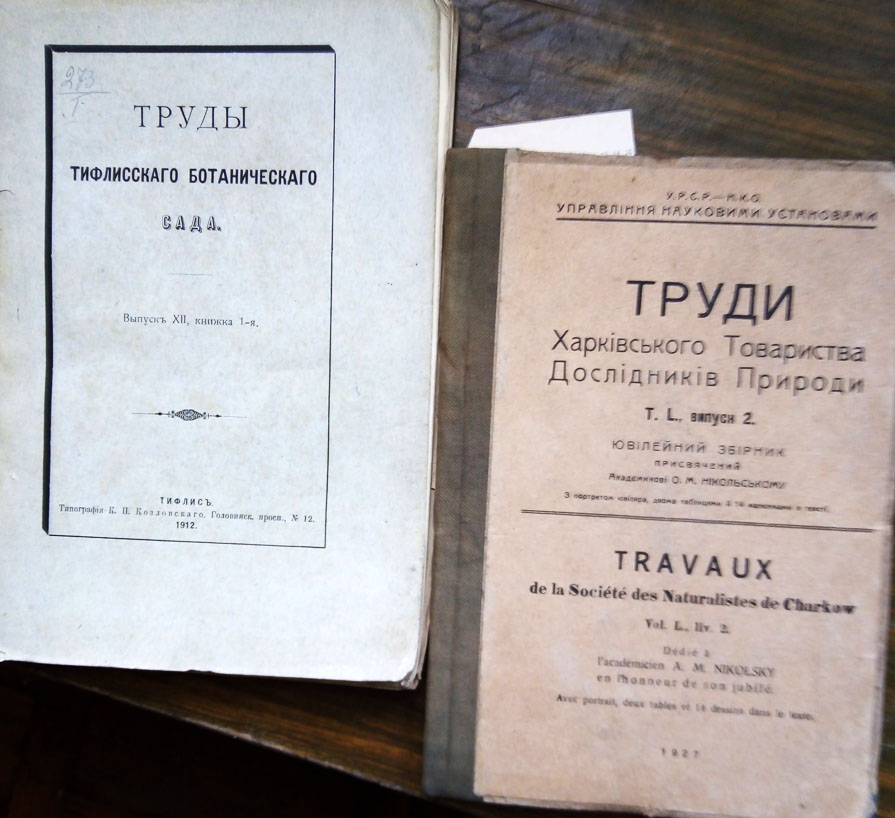 273
Т.
ТРУДЫ
ТИФЛИССКАГО БОТАНИЧЕСКАГО
САДА.
Выпускъ XII, книжка 1-я.
ТИФЛИСЪ.
Типографія К. П. Козловскаго. Головинск. просп., № 12.
1912.
У.Р.С.Р.—Н.К.О.
УПРАВЛІННЯ НАУКОВИМИ УСТАНОВАМИ
ТРУДИ
Харківського Товариства
Дослідників Природи
Т. L., випуск 2.
ЮВІЛЕЙНИЙ ЗБІРНИК
ПРИСВЯЧЕНИЙ
Академикові О. М. НІКОЛЬСЬКОМУ
З портретом ювіляра, двома таблицями й 14 малюнками в тексті.
TRAVAUX
de la Société des Naturalistes de Charkow
Vol. L., liv. 2.
Dédié à
l'académicien A. M. NIKOLSKY
en l'honneur de son jubilé.
Avec portrait, deux tables et 14 dessins dans le texte.
1927